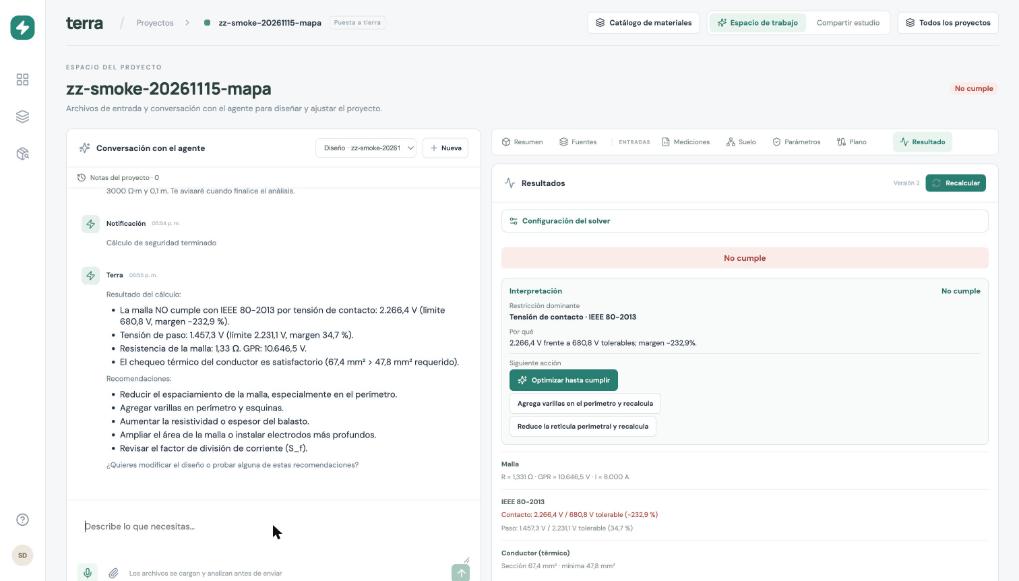 terra / Proyectos > zz-smoke-20261115-mapa Puesta a tierra
Catálogo de materiales Espacio de trabajo Compartir estudio Todos los proyectos
ESPACIO DEL PROYECTO
zz-smoke-20261115-mapa
No cumple
Archivos de entrada y conversación con el agente para diseñar y ajustar el proyecto.
Conversación con el agente
Diseño · zz-smoke-20261
+ Nueva
Notas del proyecto · 0
3000 Ω·m y 0,1 m. Te avisaré cuando finalice el análisis.
Notificación 05:54 p. m.
Cálculo de seguridad terminado
Terra
Resultado del cálculo:
• La malla NO cumple con IEEE 80-2013 por tensión de contacto: 2.266,4 V (límite
680,8 V, margen -232,9 %).
• Tensión de paso: 1.457,3 V (límite 2.231,1 V, margen 34,7 %).
• Resistencia de la malla: 1,33 Ω. GPR: 10.646,5 V.
• El chequeo térmico del conductor es satisfactorio (67,4 mm² > 47,8 mm² requerido).
Recomendaciones:
• Reducir el espaciamiento de la malla, especialmente en el perímetro.
• Agregar varillas en perímetro y esquinas.
• Aumentar la resistividad o espesor del balasto.
• Ampliar el área de la malla o instalar electrodos más profundos.
• Revisar el factor de división de corriente (S_f).
¿Quieres modificar el diseño o probar alguna de estas recomendaciones?
Describe lo que necesitas...
Los archivos se cargan y analizan antes de enviar
SD
Resumen Fuentes ENTRADAS Mediciones Suelo Parámetros Plano Resultado
Resultados
Versión 2
Recalcular
Configuración del solver
No cumple
Interpretación
No cumple
Restricción dominante
Tensión de contacto · IEEE 80-2013
Por qué
2.266,4 V frente a 680,8 V tolerables; margen -232,9%.
Siguiente acción
Optimizar hasta cumplir
Agrega varillas en el perímetro y recalcula
Reduce la retícula perimetral y recalcula
Malla
R = 1,331 Ω · GPR = 10.646,5 V · I = 8.000 A
IEEE 80-2013
Contacto: 2.266,4 V / 680,8 V tolerable (-232,9 %)
Paso: 1.457,3 V / 2.231,1 V tolerable (34,7 %)
Conductor (térmico)
Sección 67,4 mm² · mínima 47,8 mm²